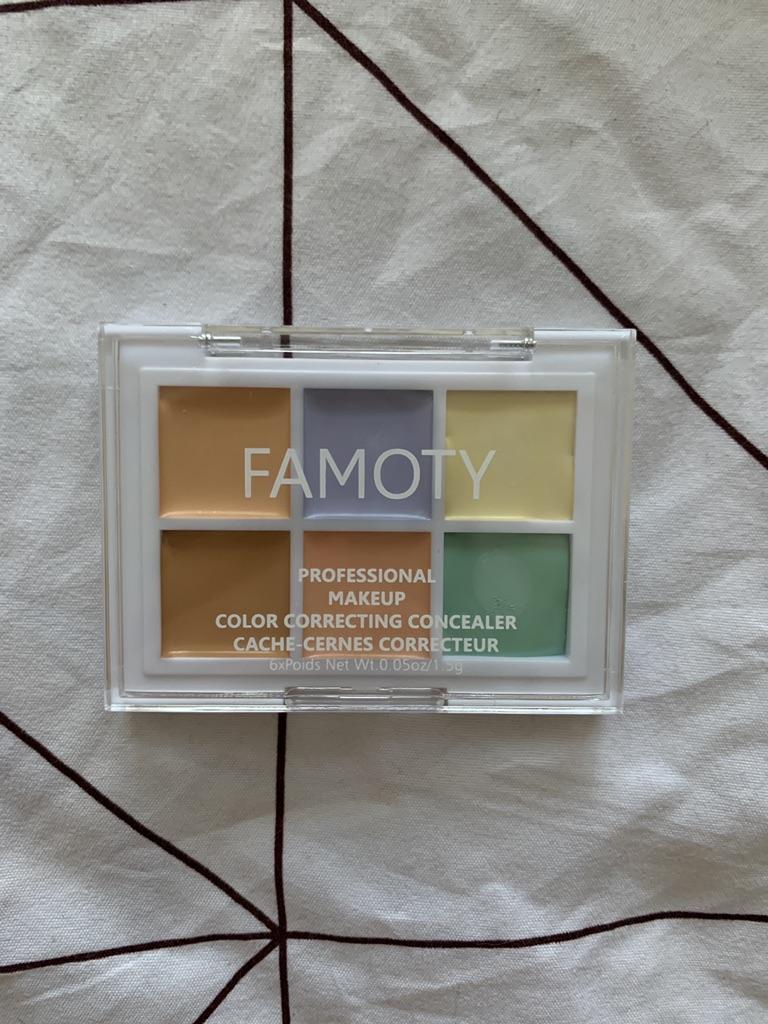 FAMOTY
PROFESSIONAL
MAKEUP
COLOR CORRECTING CONCEALER
CACHE-CERNES CORRECTEUR
6xPoids Net Wt.0.05oz/1.5g